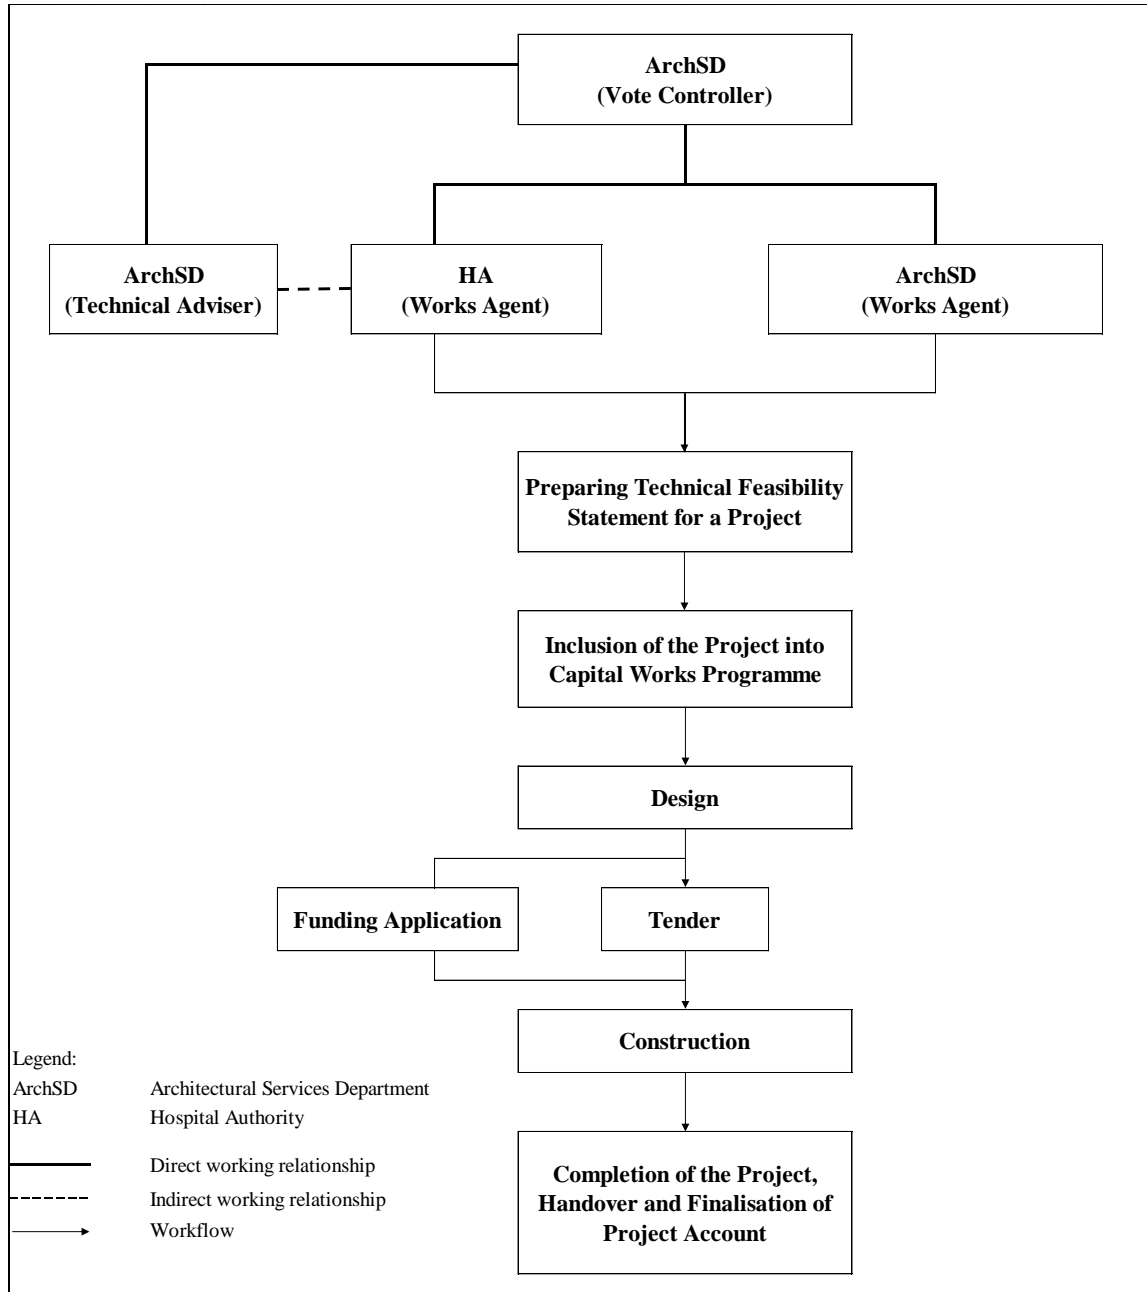 ArchSD
(Vote Controller)
ArchSD
(Technical Adviser)
HA
(Works Agent)
ArchSD
(Works Agent)
Preparing Technical Feasibility
Statement for a Project
Inclusion of the Project into
Capital Works Programme
Design
Funding Application
Tender
Construction
Completion of the Project,
Handover and Finalisation of
Project Account
Legend:
ArchSD Architectural Services Department
HA Hospital Authority
Direct working relationship
Indirect working relationship
Workflow